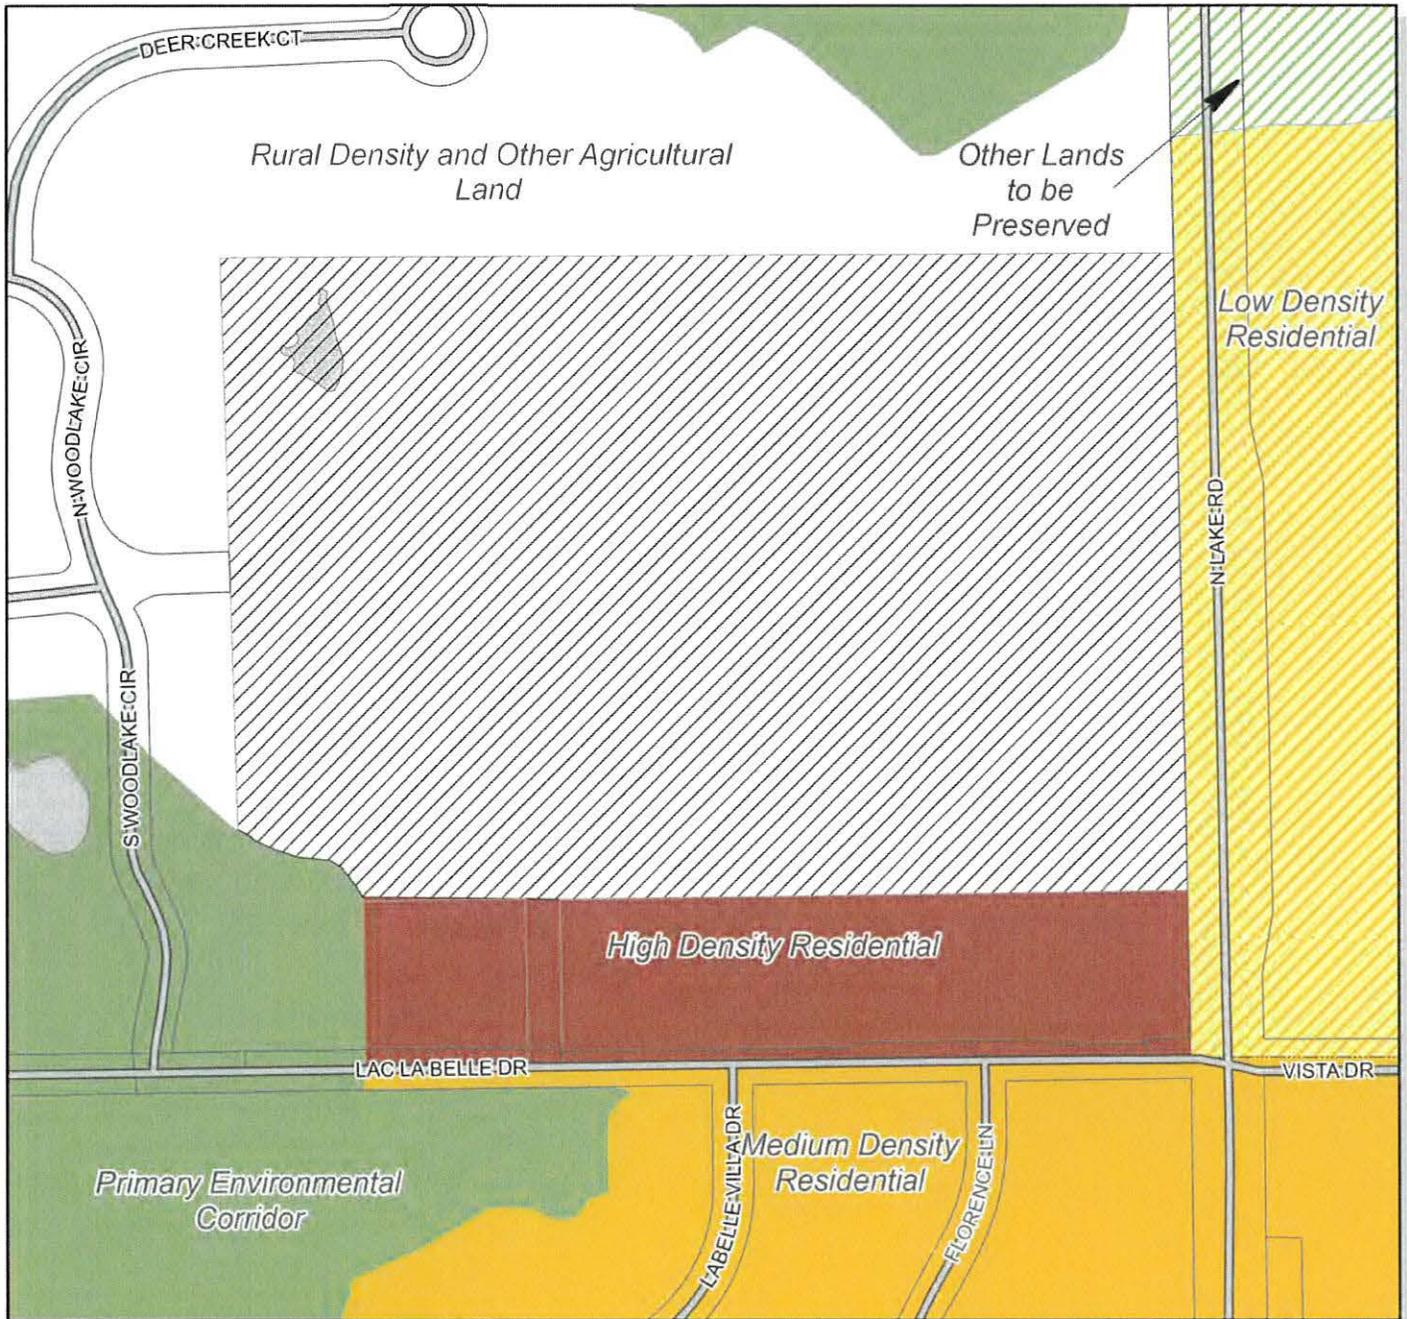 DEER CREEK CT
Rural Density and Other Agricultural
Land
Other Lands
to be
Preserved
Low Density
Residential
N WOODLAKE CIR
N LAKE RD
S WOODLAKE CIR
High Density Residential
LAC LA BELLE DR
VISTA DR
Medium Density
Residential
LABELLE VILLA DR
FLORENCE LN
Primary Environmental
Corridor